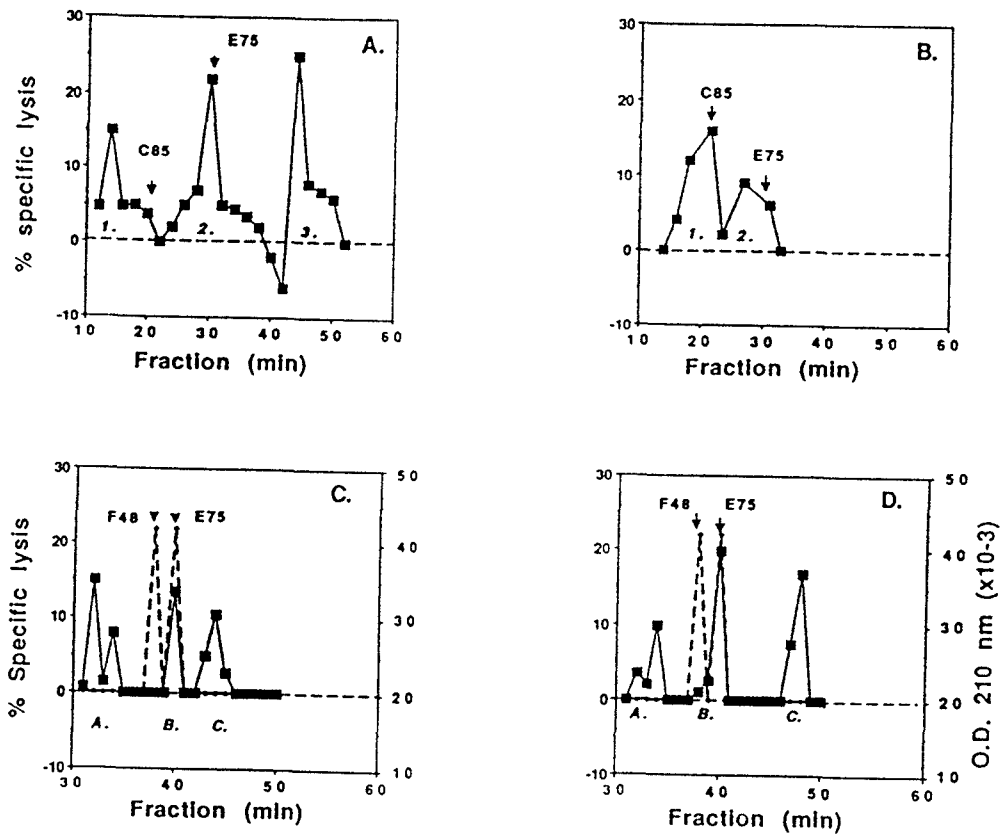 A.
E75
C85
1.
2.
3.
30
20
10
0
-10
10 20 30 40 50 60
% specific lysis
Fraction (min)
B.
C85
E75
1.
2.
30
20
10
0
-10
10 20 30 40 50 60
Fraction (min)
C.
F48
E75
A.
B.
C.
30
20
10
0
-10
50
40
30
20
10
30 40 50 60
% Specific lysis
Fraction (min)
D.
F48
E75
A.
B.
C.
30
20
10
0
-10
50
40
30
20
10
30 40 50 60
O.D. 210 nm (x10-3)
Fraction (min)